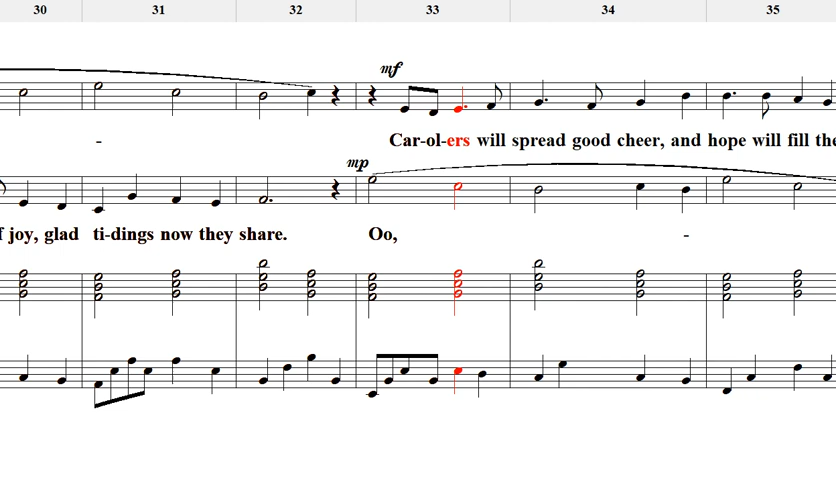 30 31 32 33 34 35
mf
- Car-ol-ers will spread good cheer, and hope will fill the
mp
f joy, glad ti-dings now they share. Oo, -